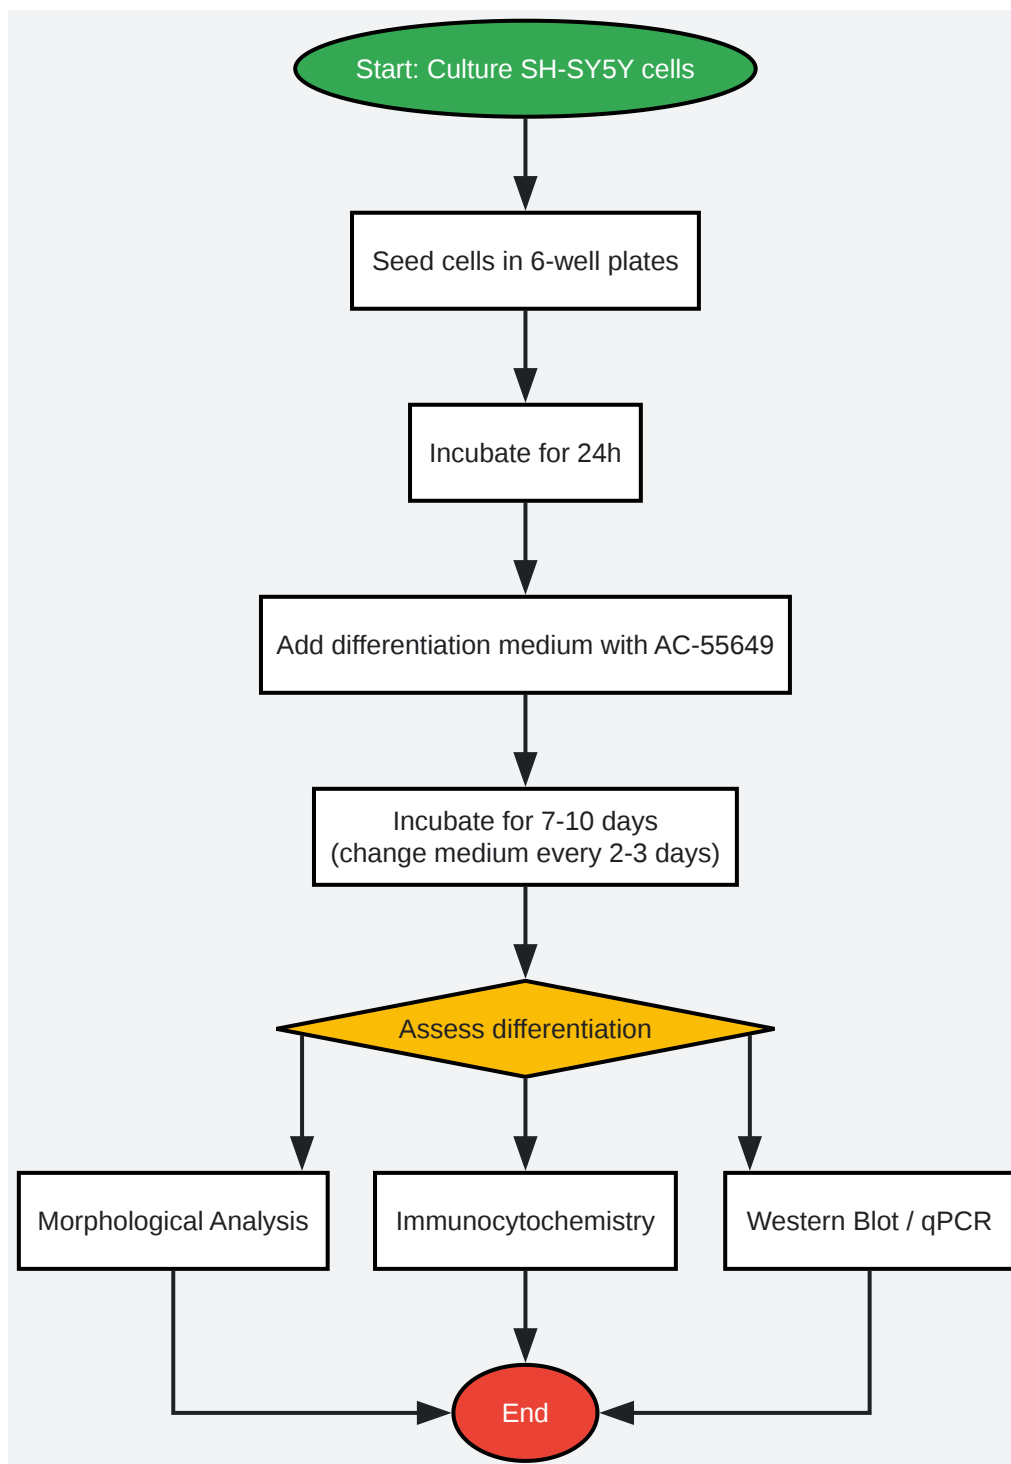 Start: Culture SH-SY5Y cells
Seed cells in 6-well plates
Incubate for 24h
Add differentiation medium with AC-55649
Incubate for 7-10 days
(change medium every 2-3 days)
Assess differentiation
Morphological Analysis
Immunocytochemistry
Western Blot / qPCR
End